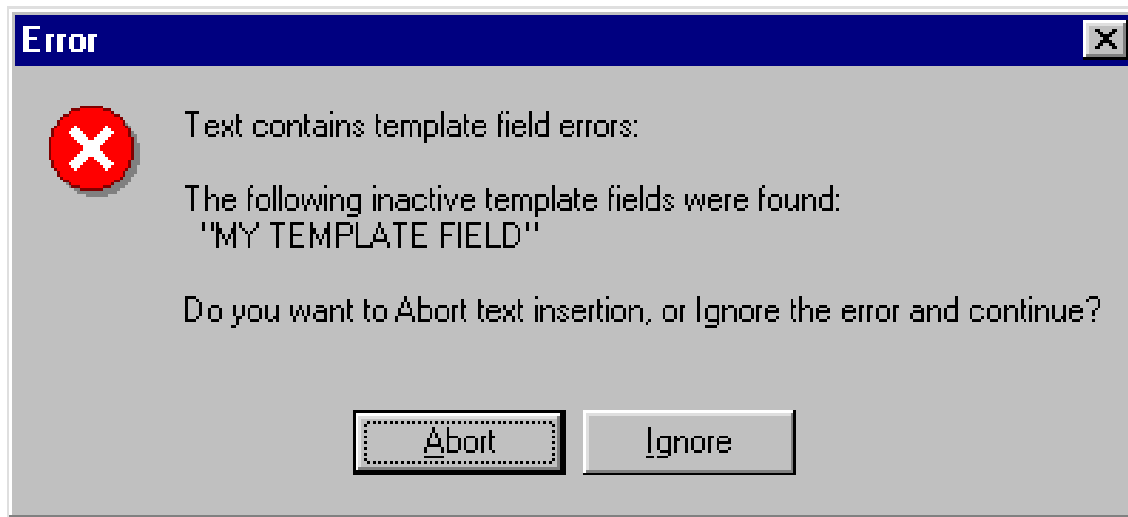 Error
Text contains template field errors:
The following inactive template fields were found:
"MY TEMPLATE FIELD"
Do you want to Abort text insertion, or Ignore the error and continue?
Abort
Ignore